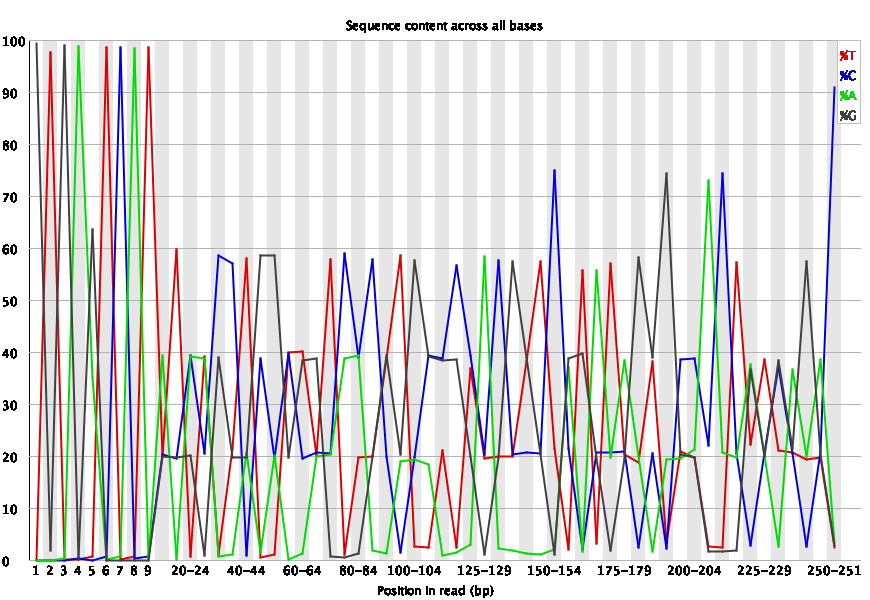 Sequence content across all bases
%T
%C
%A
%G
100
90
80
70
60
50
40
30
20
10
0
1 2 3 4 5 6 7 8 9 20-24 40-44 60-64 80-84 100-104 125-129 150-154 175-179 200-204 225-229 250-251
Position in read (bp)